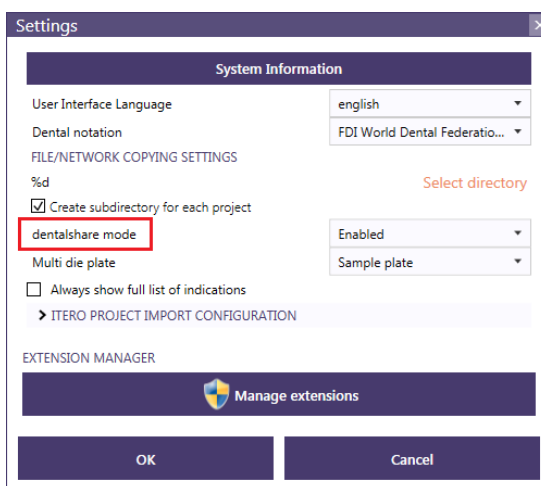 Settings
System Information
User Interface Language english
Dental notation FDI World Dental Federatio...
FILE/NETWORK COPYING SETTINGS
%d Select directory
Create subdirectory for each project
dentalshare mode Enabled
Multi die plate Sample plate
Always show full list of indications
ITERO PROJECT IMPORT CONFIGURATION
EXTENSION MANAGER
Manage extensions
OK Cancel